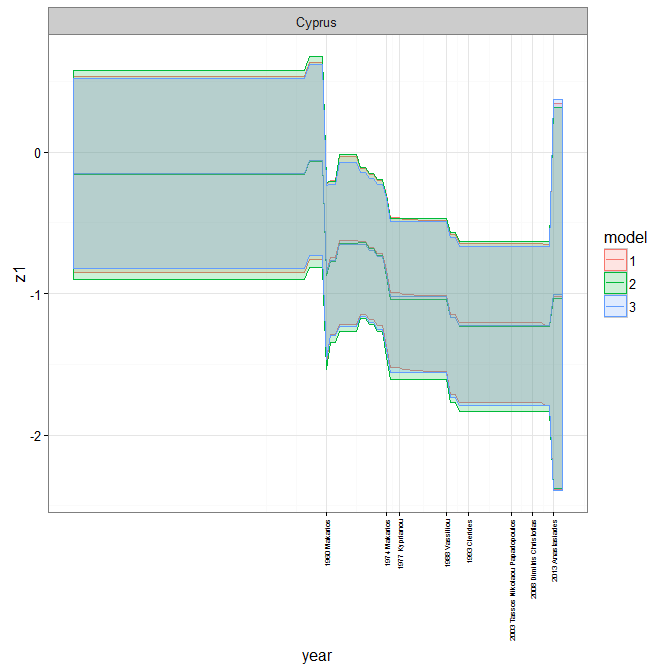 Cyprus
0
-1
-2
z1
1960 Makarios
1974 Makarios
1977 Kyprianou
1988 Vassiliou
1993 Clerides
2003 Tassos Nikolaou Papadopoulos
2008 Dimitris Christofias
2013 Anastasiades
year
model
1
2
3